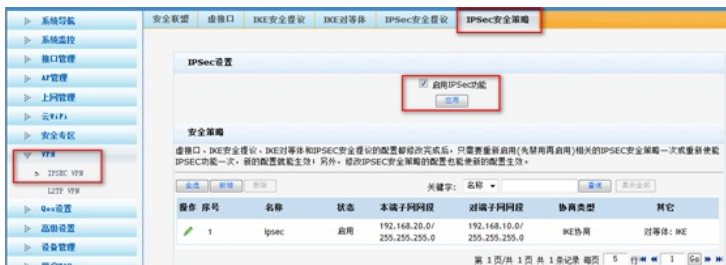 系统导航
系统监控
接口管理
AP管理
上网管理
云WiFi
安全专区
VPN
IPSEC VPN
L2TP VPN
QoS设置
高级设置
设备管理
安全联盟 虚接口 IKE安全提议 IKE对等体 IPSec安全提议 IPSec安全策略
IPSec设置
启用IPSec功能
应用
安全策略
虚接口、IKE安全提议、IKE对等体和IPSEC安全提议的配置都修改完成后，只需要重新启用(先禁用再启用)相关的IPSEC安全策略一次或重新使能
IPSEC功能一次，新的配置就能生效！另外，修改IPSEC安全策略的配置也能使新的配置生效。
全选 新增 删除 关键字： 名称 查询 显示全部
操作 序号 名称 状态 本端子网网段 对端子网网段 协商类型 其它
1 ipsec 启用 192.168.20.0/ 255.255.255.0 192.168.10.0/ 255.255.255.0 IKE协商 对等体：IKE
第 1 页/共 1 页 共 1 条记录 每页 5 行 1 Go